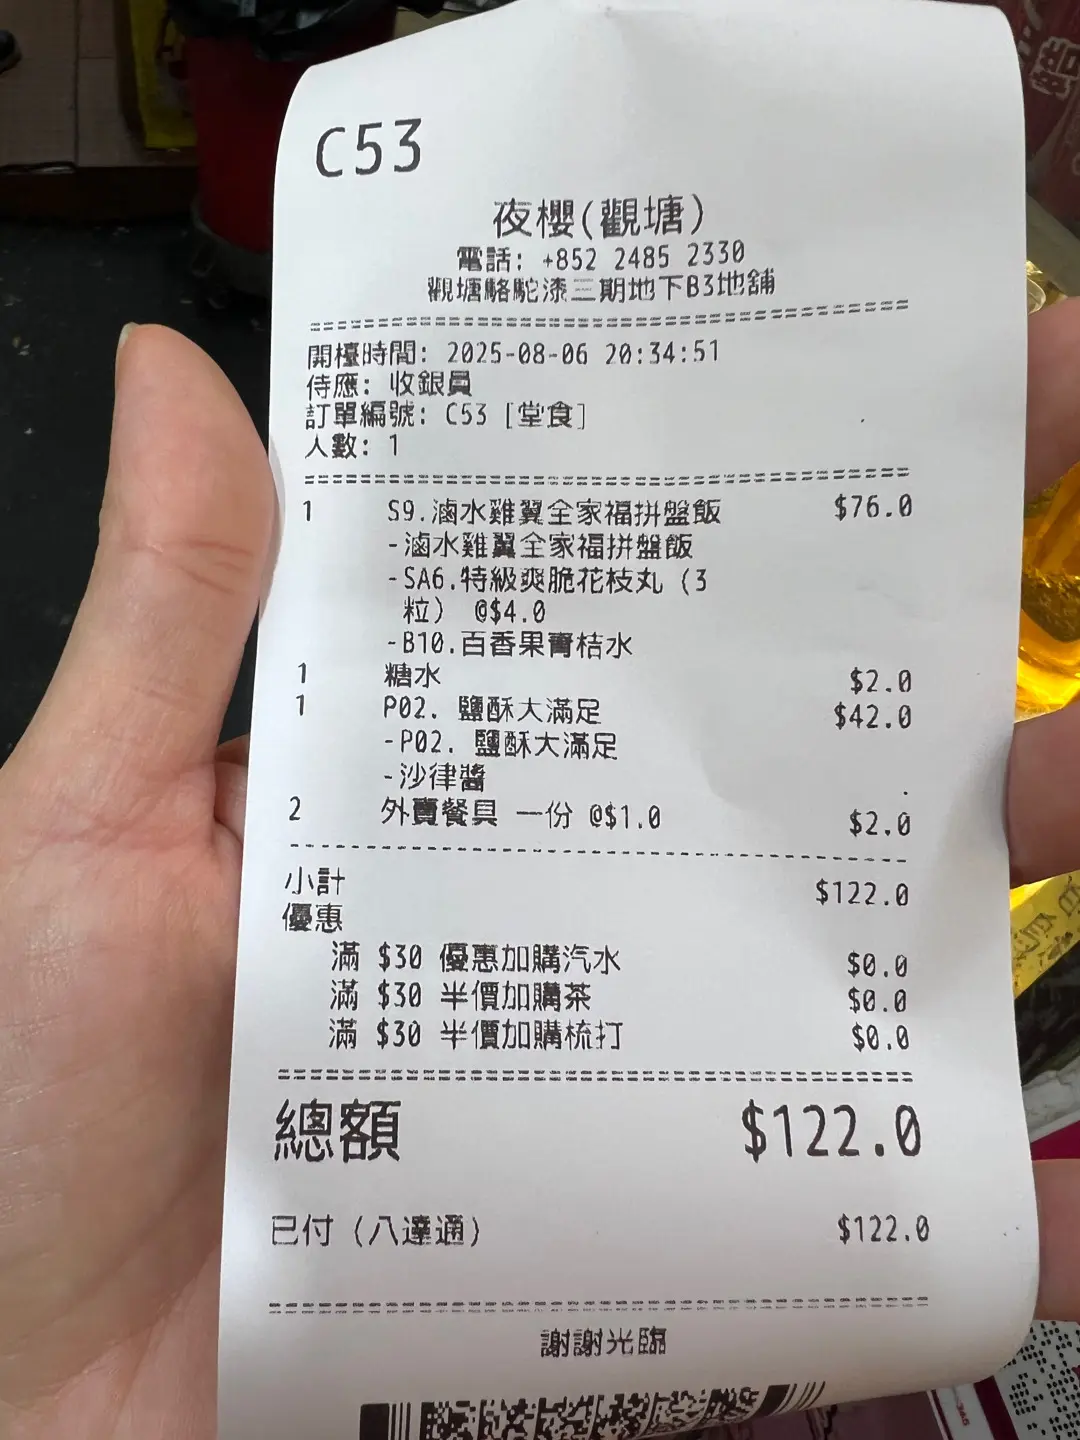 C53
夜櫻(觀塘)
電話: +852 2485 2330
觀塘駱駝漆三期地下B3地舖
開檯時間: 2025-08-06 20:34:51
侍應: 收銀員
訂單編號: C53 [堂食]
人數: 1
1 S9.滷水雞翼全家福拼盤飯 $76.0
-滷水雞翼全家福拼盤飯
-SA6.特級爽脆花枝丸 (3
粒) @$4.0
-B10.百香果青桔水
1 糖水 $2.0
1 P02. 鹽酥大滿足 $42.0
-P02. 鹽酥大滿足
-沙律醬
2 外賣餐具 一份 @$1.0 $2.0
小計 $122.0
優惠
滿 $30 優惠加購汽水 $0.0
滿 $30 半價加購茶 $0.0
滿 $30 半價加購梳打 $0.0
總額 $122.0
已付 (八達通) $122.0
謝謝光臨